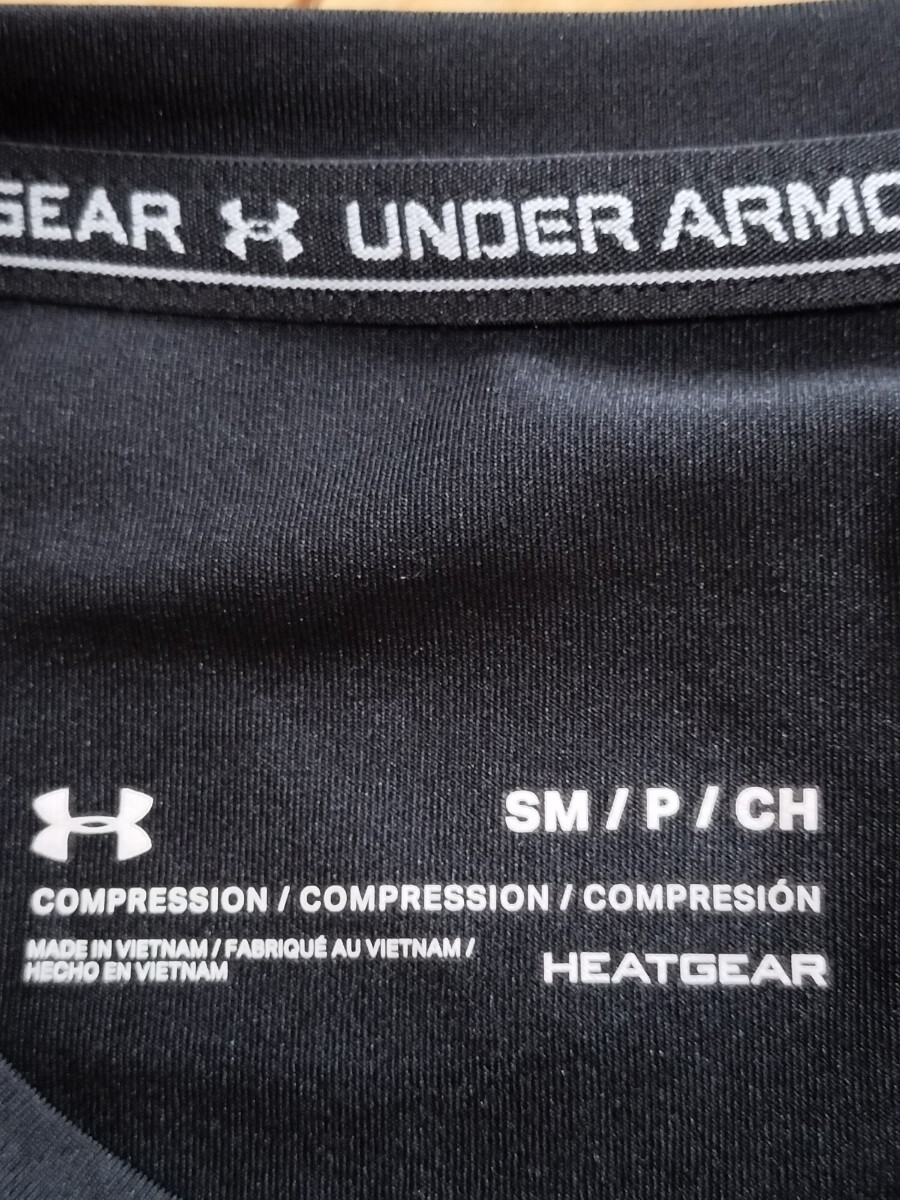 GEAR UNDER ARMO
SM / P / CH
COMPRESSION / COMPRESSION / COMPRESIÓN
MADE IN VIETNAM / FABRIQUÉ AU VIETNAM /
HECHO EN VIETNAM
HEATGEAR